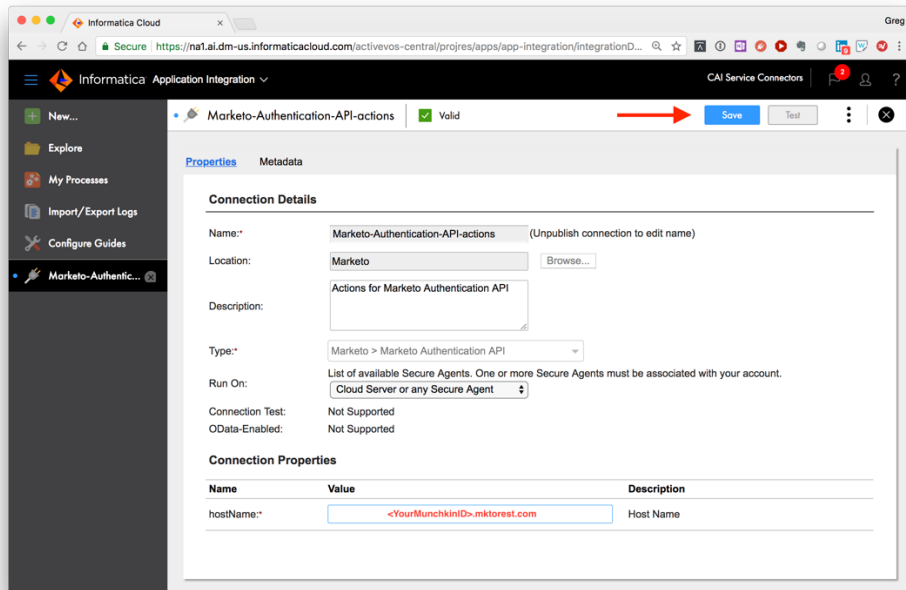 Informatica Cloud
Greg
Secure https://na1.ai.dm-us.informaticacloud.com/activevos-central/projres/apps/app-integration/integrationD...
Informatica Application Integration
CAI Service Connectors
2
?
New...
Marketo-Authentication-API-actions
Valid
Save
Test
Explore
Properties
Metadata
My Processes
Connection Details
Import/Export Logs
Name:* Marketo-Authentication-API-actions (Unpublish connection to edit name)
Configure Guides
Location: Marketo Browse...
Marketo-Authentic...
Description: Actions for Marketo Authentication API
Type:* Marketo > Marketo Authentication API
List of available Secure Agents. One or more Secure Agents must be associated with your account.
Run On: Cloud Server or any Secure Agent
Connection Test: Not Supported
OData-Enabled: Not Supported
Connection Properties
Name Value Description
hostName:* <YourMunchkinID>.mktorest.com Host Name